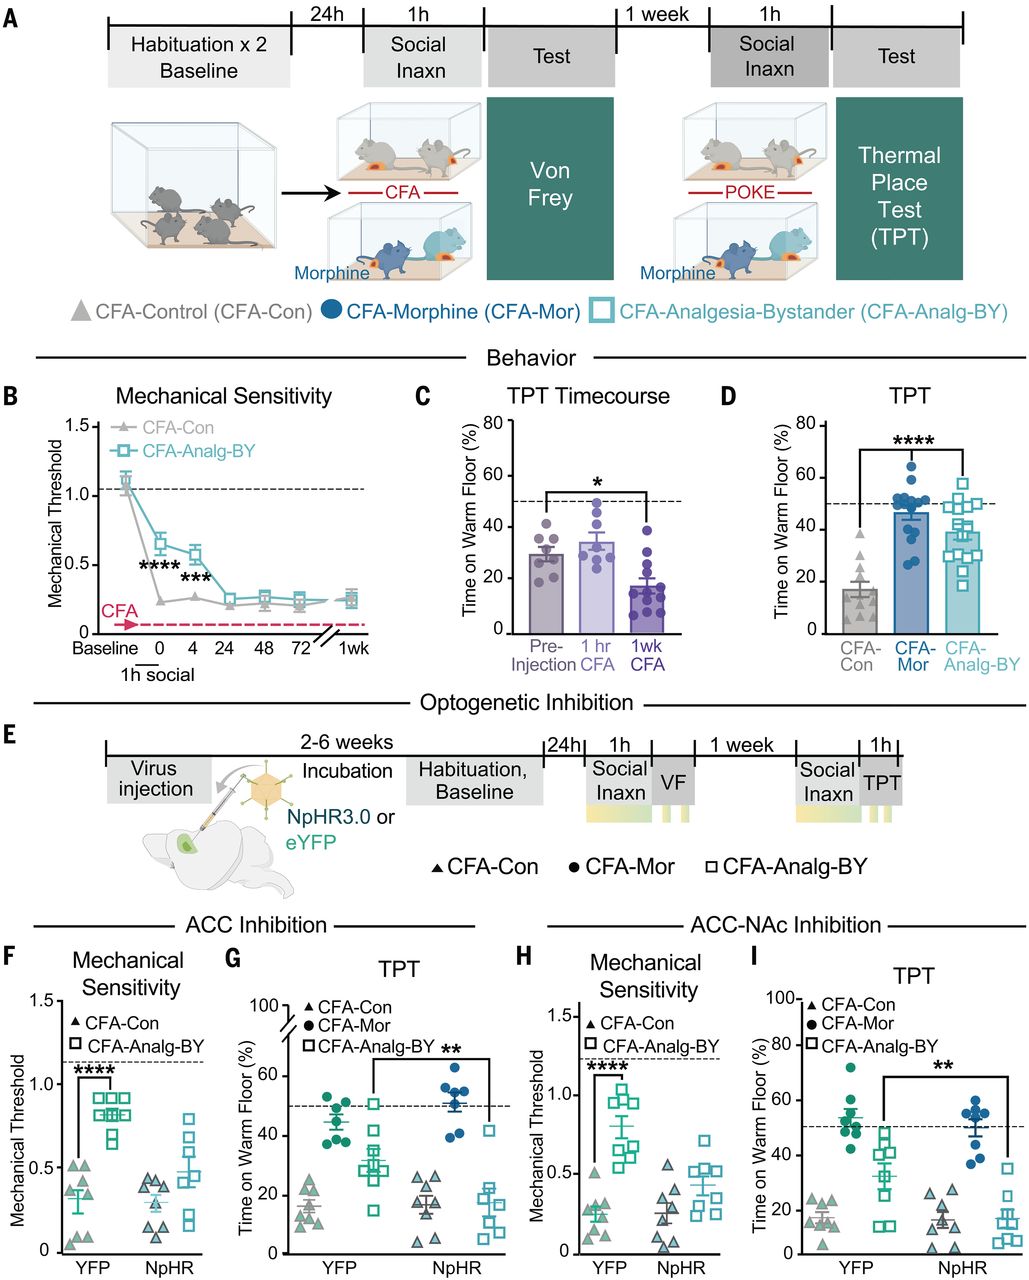 A
24h
1h
1 week
1h
Habituation x 2
Baseline
Social
Inaxn
Test
Social
Inaxn
Test
CFA
Morphine
Von
Frey
POKE
Morphine
Thermal
Place
Test
(TPT)
CFA-Control (CFA-Con)
CFA-Morphine (CFA-Mor)
CFA-Analgesia-Bystander (CFA-Analg-BY)
Behavior
B
Mechanical Sensitivity
CFA-Con
CFA-Analg-BY
Mechanical Threshold
1.5
1.0
0.5
0
****
***
CFA
Baseline 0 4 24 48 72 1wk
1h social
C
TPT Timecourse
Time on Warm Floor (%)
80
60
40
20
0
*
Pre-
Injection
1 hr
CFA
1wk
CFA
D
TPT
Time on Warm Floor (%)
80
60
40
20
0
****
CFA-
Con
CFA-
Mor
CFA-
Analg-BY
Optogenetic Inhibition
E
2-6 weeks
24h
1h
1 week
1h
Virus
injection
Incubation
Habituation,
Baseline
Social
Inaxn
VF
Social
Inaxn
TPT
NpHR3.0 or
eYFP
CFA-Con
CFA-Mor
CFA-Analg-BY
ACC Inhibition
ACC-NAc Inhibition
F
Mechanical
Sensitivity
CFA-Con
CFA-Analg-BY
Mechanical Threshold
1.5
1.0
0.5
0
****
YFP NpHR
G
TPT
CFA-Con
CFA-Mor
CFA-Analg-BY
Time on Warm Floor (%)
100
60
40
20
0
**
YFP NpHR
H
Mechanical
Sensitivity
CFA-Con
CFA-Analg-BY
Mechanical Threshold
1.5
1.0
0.5
0
****
YFP NpHR
I
TPT
CFA-Con
CFA-Mor
CFA-Analg-BY
Time on Warm Floor (%)
100
80
60
40
20
0
**
YFP NpHR